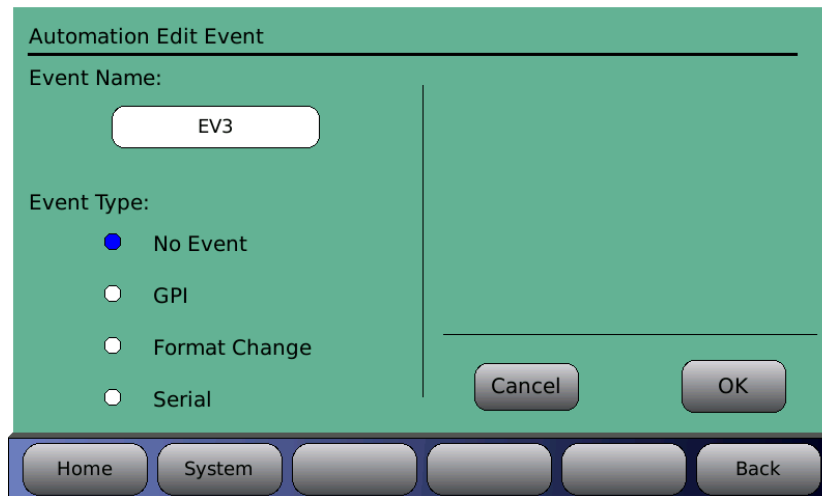 Automation Edit Event
Event Name:
EV3
Event Type:
No Event
GPI
Format Change
Serial
Cancel OK
Home System Back